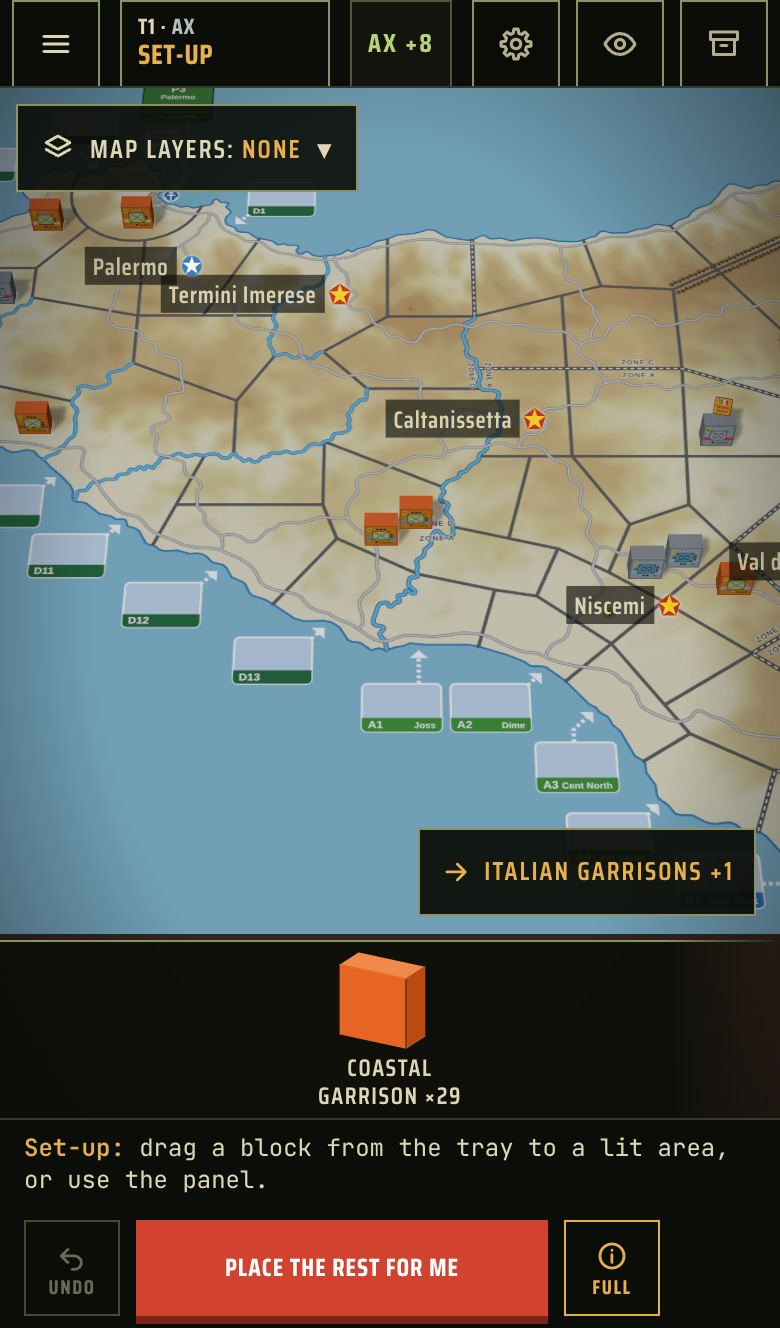 T1 · AX
SET-UP
AX +8
P3
Palermo
MAP LAYERS: NONE ▼
D1
Palermo
Termini Imerese
ZONE C
ZONE A
Caltanissetta
ZONE A
Val d
Niscemi
D11
D12
D13
A1 Joss
A2 Dime
A3 Cent North
→ ITALIAN GARRISONS +1
COASTAL
GARRISON ×29
Set-up: drag a block from the tray to a lit area,
or use the panel.
UNDO
PLACE THE REST FOR ME
FULL